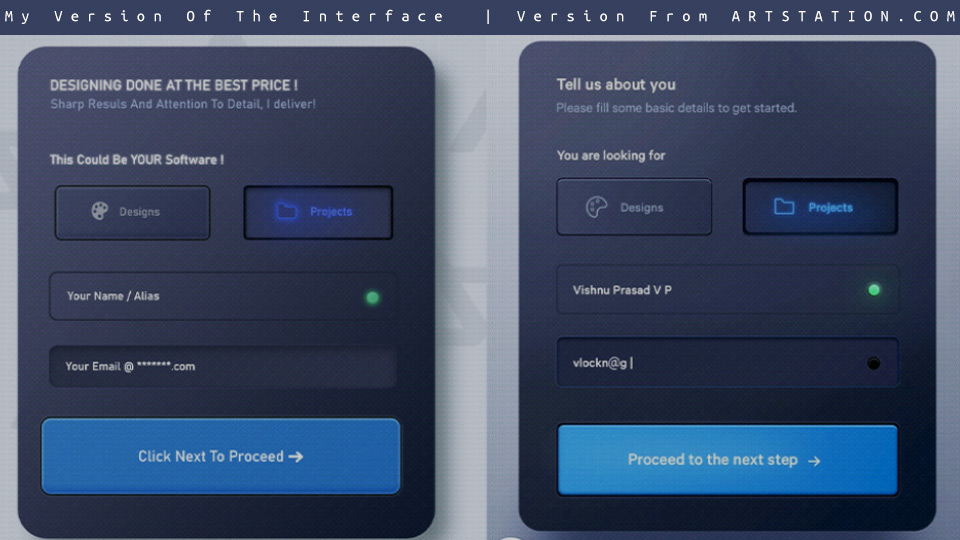 My Version Of The Interface | Version From ARTSTATION.COM
DESIGNING DONE AT THE BEST PRICE !
Sharp Resuls And Attention To Detail, I deliver!
This Could Be YOUR Software !
Designs
Projects
Your Name / Alias
Your Email @ *******.com
Click Next To Proceed →
Tell us about you
Please fill some basic details to get started.
You are looking for
Designs
Projects
Vishnu Prasad V P
vlockn@g |
Proceed to the next step →